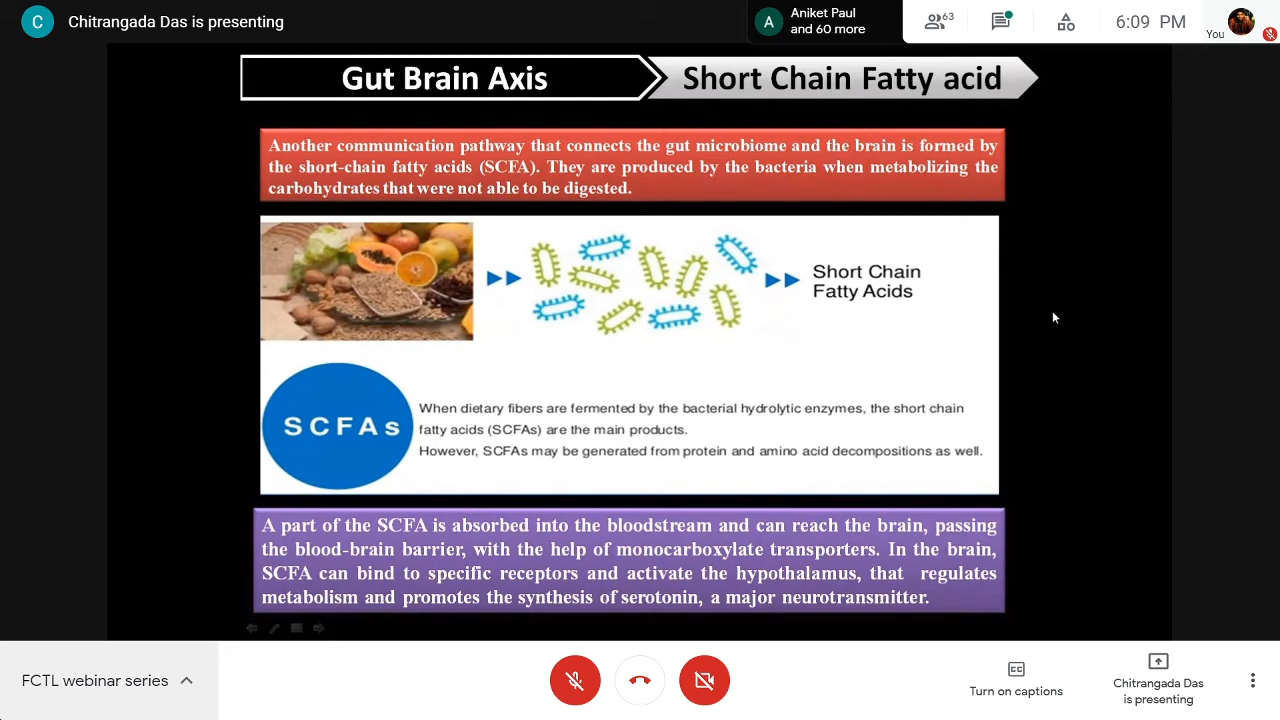 C
Chitrangada Das is presenting
A
Aniket Paul
and 60 more
63
6:09 PM
You
Gut Brain Axis
Short Chain Fatty acid
Another communication pathway that connects the gut microbiome and the brain is formed by
the short-chain fatty acids (SCFA). They are produced by the bacteria when metabolizing the
carbohydrates that were not able to be digested.
Short Chain
Fatty Acids
SCFAs
When dietary fibers are fermented by the bacterial hydrolytic enzymes, the short chain
fatty acids (SCFAs) are the main products.
However, SCFAs may be generated from protein and amino acid decompositions as well.
A part of the SCFA is absorbed into the bloodstream and can reach the brain, passing
the blood-brain barrier, with the help of monocarboxylate transporters. In the brain,
SCFA can bind to specific receptors and activate the hypothalamus, that regulates
metabolism and promotes the synthesis of serotonin, a major neurotransmitter.
FCTL webinar series
CC
Turn on captions
Chitrangada Das
is presenting